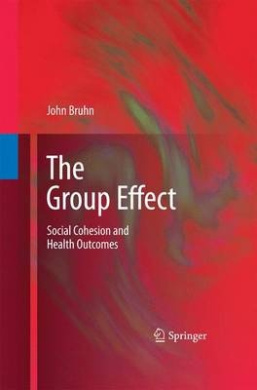 John Bruhn
The
Group Effect
Social Cohesion and
Health Outcomes
Springer